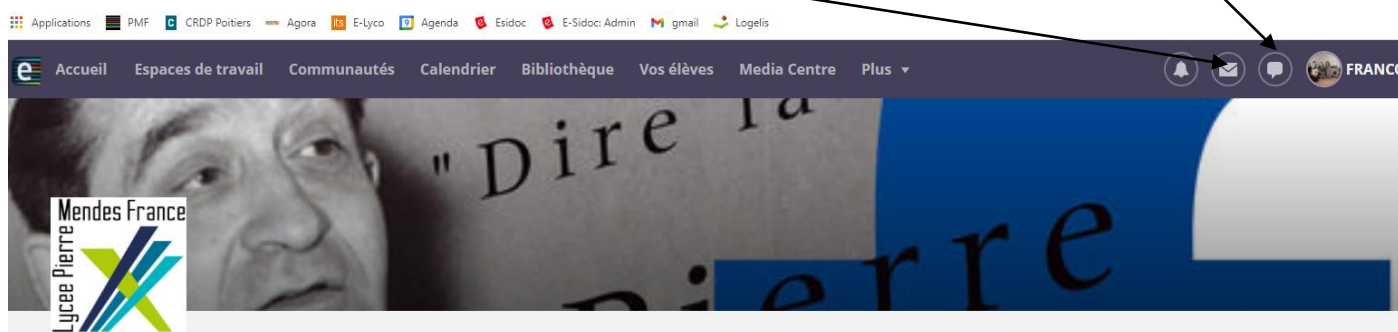 Applications PMF CRDP Poitiers Agora E-Lyco Agenda Esidoc E-Sidoc: Admin gmail Logelis
Accueil Espaces de travail Communautés Calendrier Bibliothèque Vos élèves Media Centre Plus FRANCO
"Dire la
Pierre
Mendes France
Lycee Pierre